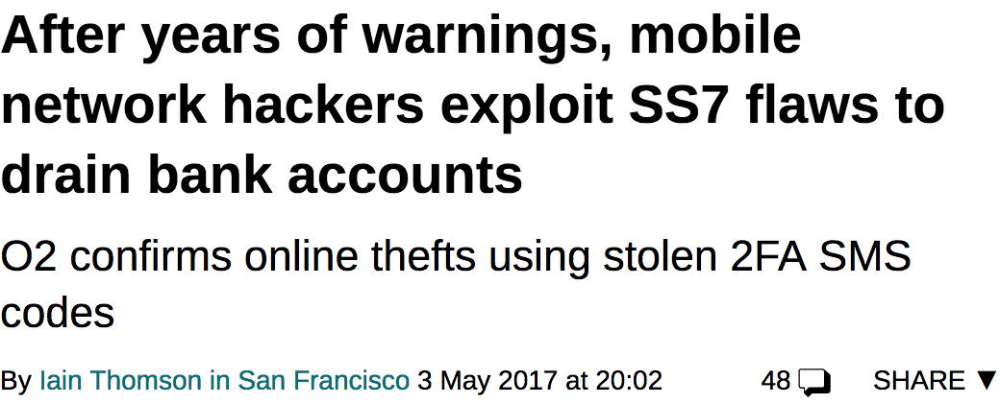 After years of warnings, mobile
network hackers exploit SS7 flaws to
drain bank accounts
O2 confirms online thefts using stolen 2FA SMS
codes
By Iain Thomson in San Francisco 3 May 2017 at 20:02 48 SHARE ▼